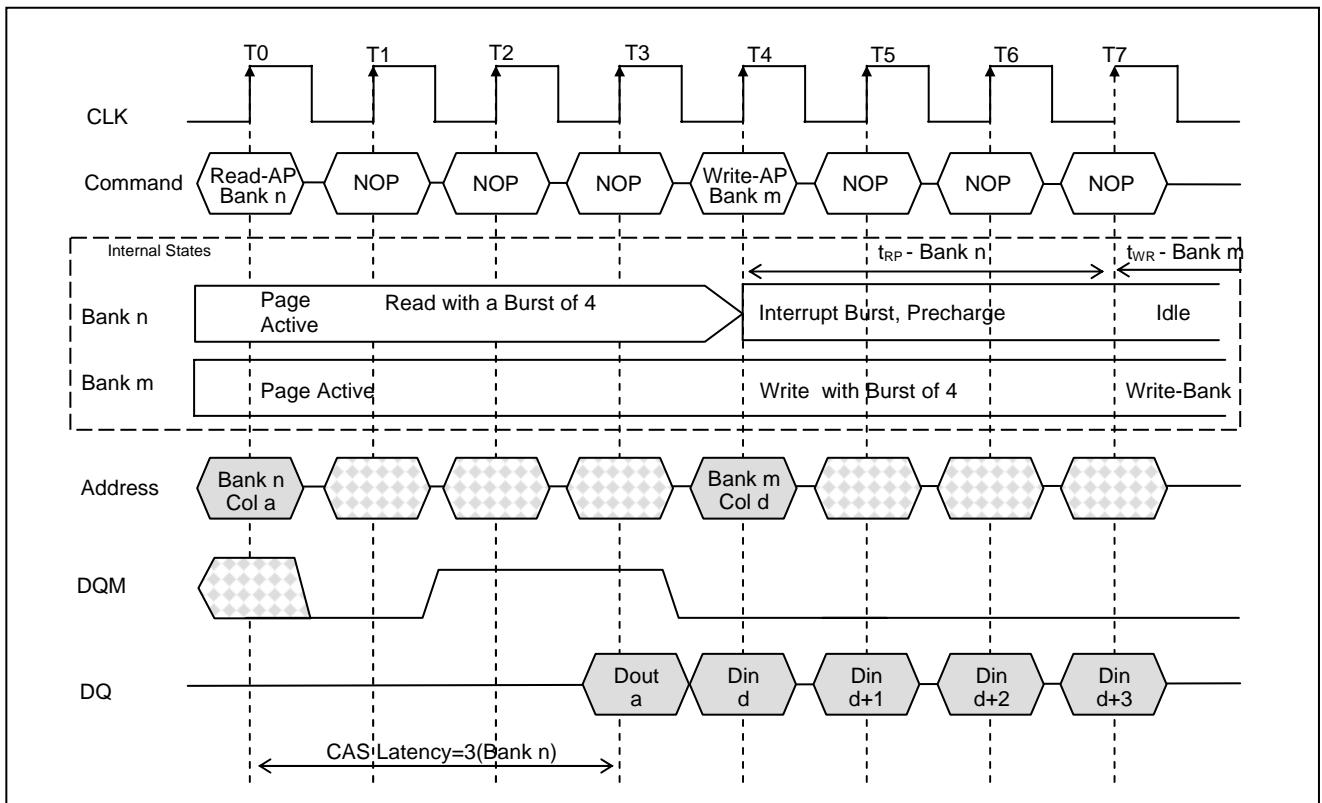 T0 T1 T2 T3 T4 T5 T6 T7
CLK
Command
Read-AP
Bank n
NOP
NOP
NOP
Write-AP
Bank m
NOP
NOP
NOP
Internal States
tRP - Bank n
tWR - Bank m
Bank n
Page
Active
Read with a Burst of 4
Interrupt Burst, Precharge
Idle
Bank m
Page Active
Write with Burst of 4
Write-Bank
Address
Bank n
Col a
Bank m
Col d
DQM
DQ
Dout
a
Din
d
Din
d+1
Din
d+2
Din
d+3
CAS Latency=3(Bank n)